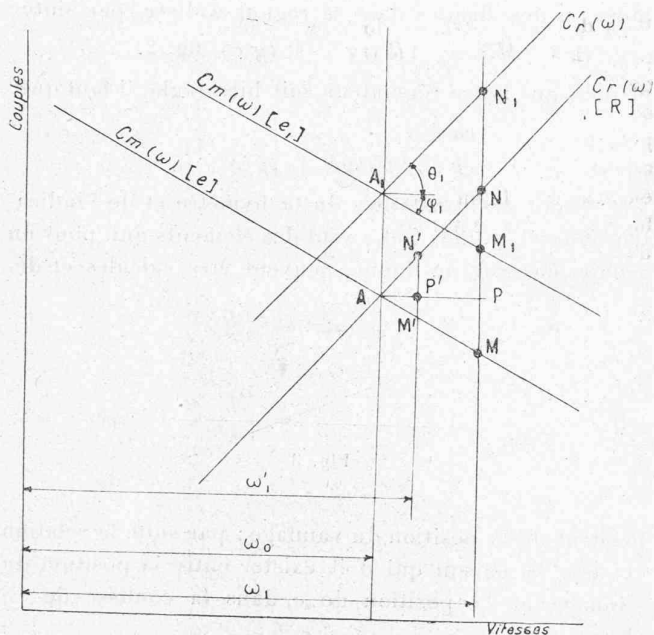 C'r(ω)
Couples
Cm(ω)[e₁]
Cr(ω)
[R]
N₁
Cm(ω)[e]
A₁
θ₁
N
φ₁
N'
M₁
A
P'
P
M'
M
ω'₁
ω₀
ω₁
Vitesses